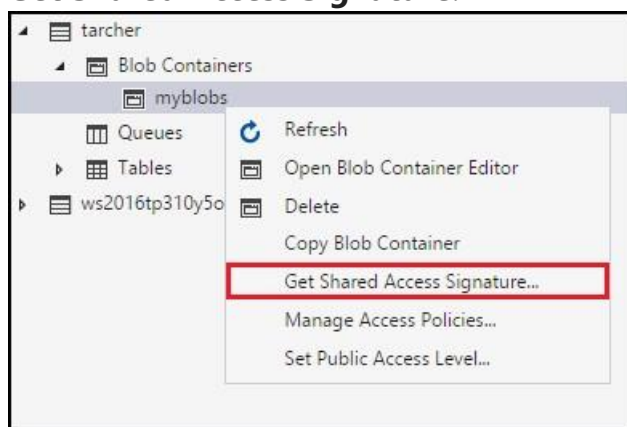 tarcher
Blob Containers
myblobs
Queues
Tables
ws2016tp310y5o
Refresh
Open Blob Container Editor
Delete
Copy Blob Container
Get Shared Access Signature...
Manage Access Policies...
Set Public Access Level...